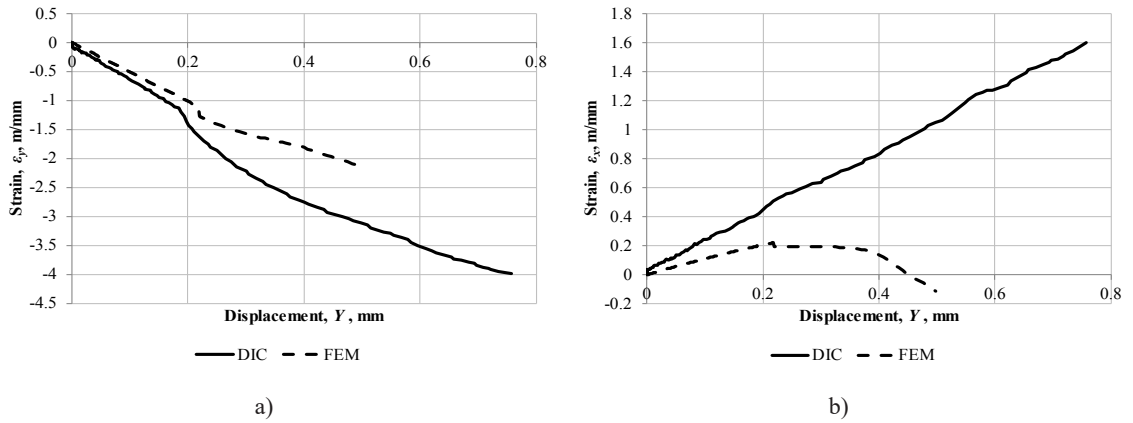 0.5
0
-0.5
-1
-1.5
-2
-2.5
-3
-3.5
-4
-4.5
0 0.2 0.4 0.6 0.8
Strain, εy, m/mm
Displacement, Y , mm
DIC FEM
a)
1.8
1.6
1.4
1.2
1
0.8
0.6
0.4
0.2
0
-0.2
0 0.2 0.4 0.6 0.8
Strain, εx, m/mm
Displacement, Y , mm
DIC FEM
b)